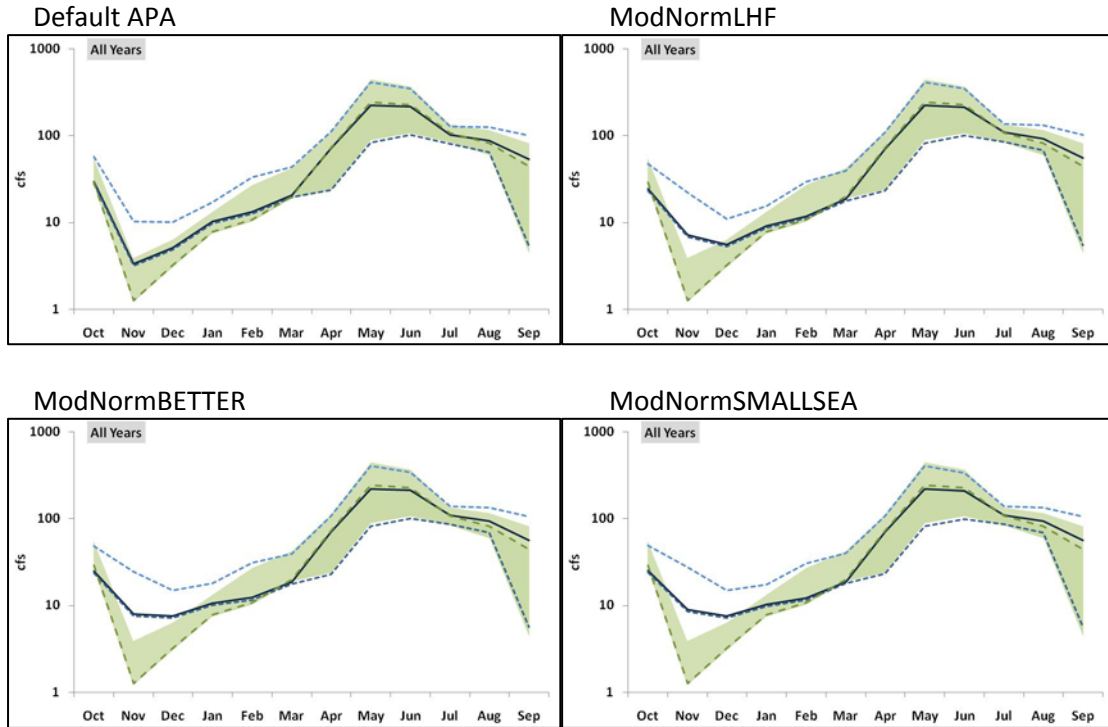 Default APA
ModNormLHF
All Years
All Years
1000
100
10
1
cfs
1000
100
10
1
cfs
Oct Nov Dec Jan Feb Mar Apr May Jun Jul Aug Sep
Oct Nov Dec Jan Feb Mar Apr May Jun Jul Aug Sep
ModNormBETTER
ModNormSMALLSEA
All Years
All Years
1000
100
10
1
cfs
1000
100
10
1
cfs
Oct Nov Dec Jan Feb Mar Apr May Jun Jul Aug Sep
Oct Nov Dec Jan Feb Mar Apr May Jun Jul Aug Sep